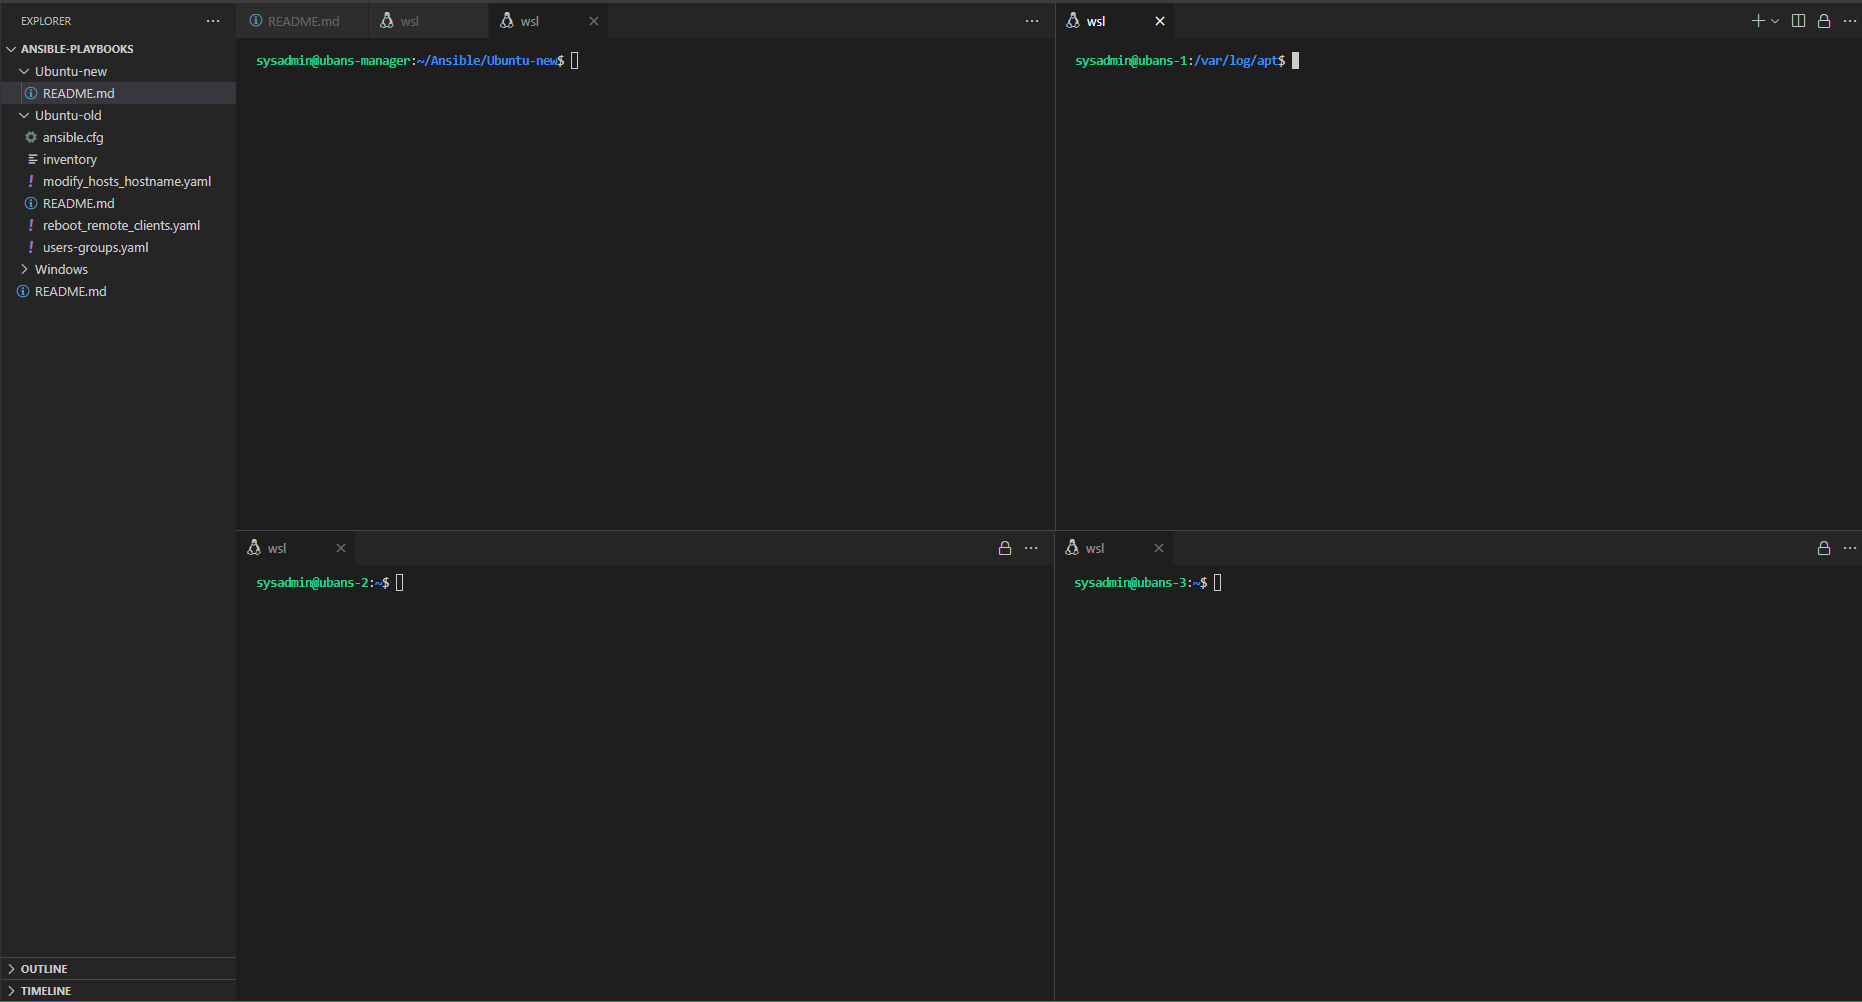 EXPLORER
ANSIBLE-PLAYBOOKS
Ubuntu-new
README.md
Ubuntu-old
ansible.cfg
inventory
modify_hosts_hostname.yaml
README.md
reboot_remote_clients.yaml
users-groups.yaml
Windows
README.md
OUTLINE
TIMELINE
README.md
wsl
wsl
sysadmin@ubans-manager:~/Ansible/Ubuntu-new$
wsl
sysadmin@ubans-1:/var/log/apt$
wsl
sysadmin@ubans-2:~$
wsl
sysadmin@ubans-3:~$